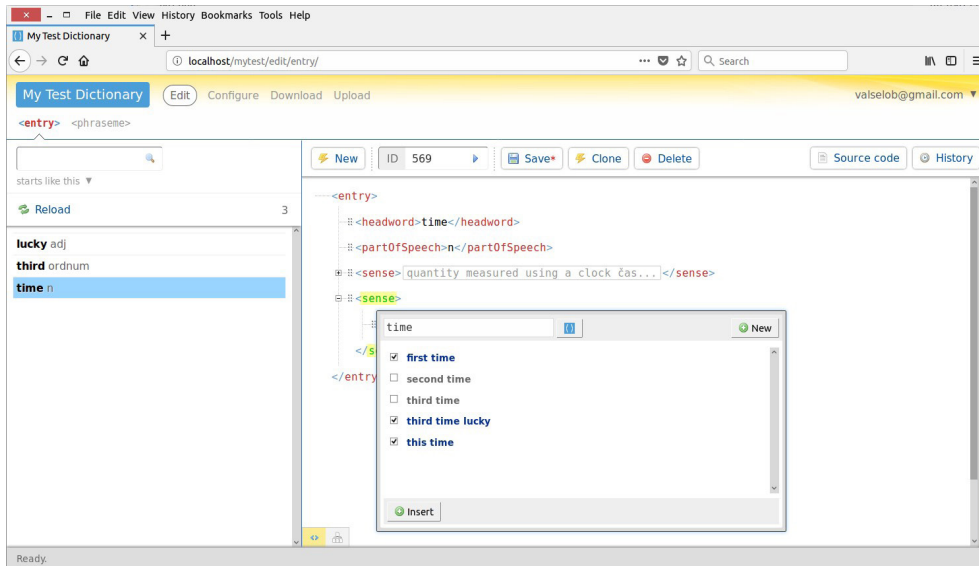 File Edit View History Bookmarks Tools Help
My Test Dictionary
localhost/mytest/edit/entry/
Search
My Test Dictionary Edit Configure Download Upload
valselob@gmail.com ▼
<entry> <phraseme>
starts like this ▼
Reload 3
lucky adj
third ordnum
time n
New ID 569 Save* Clone Delete Source code History
<entry>
<headword>time</headword>
<partOfSpeech>n</partOfSpeech>
<sense>quantity measured using a clock čas...</sense>
<sense>
time New
first time
second time
third time
third time lucky
this time
Insert
</s
</entry
Ready.